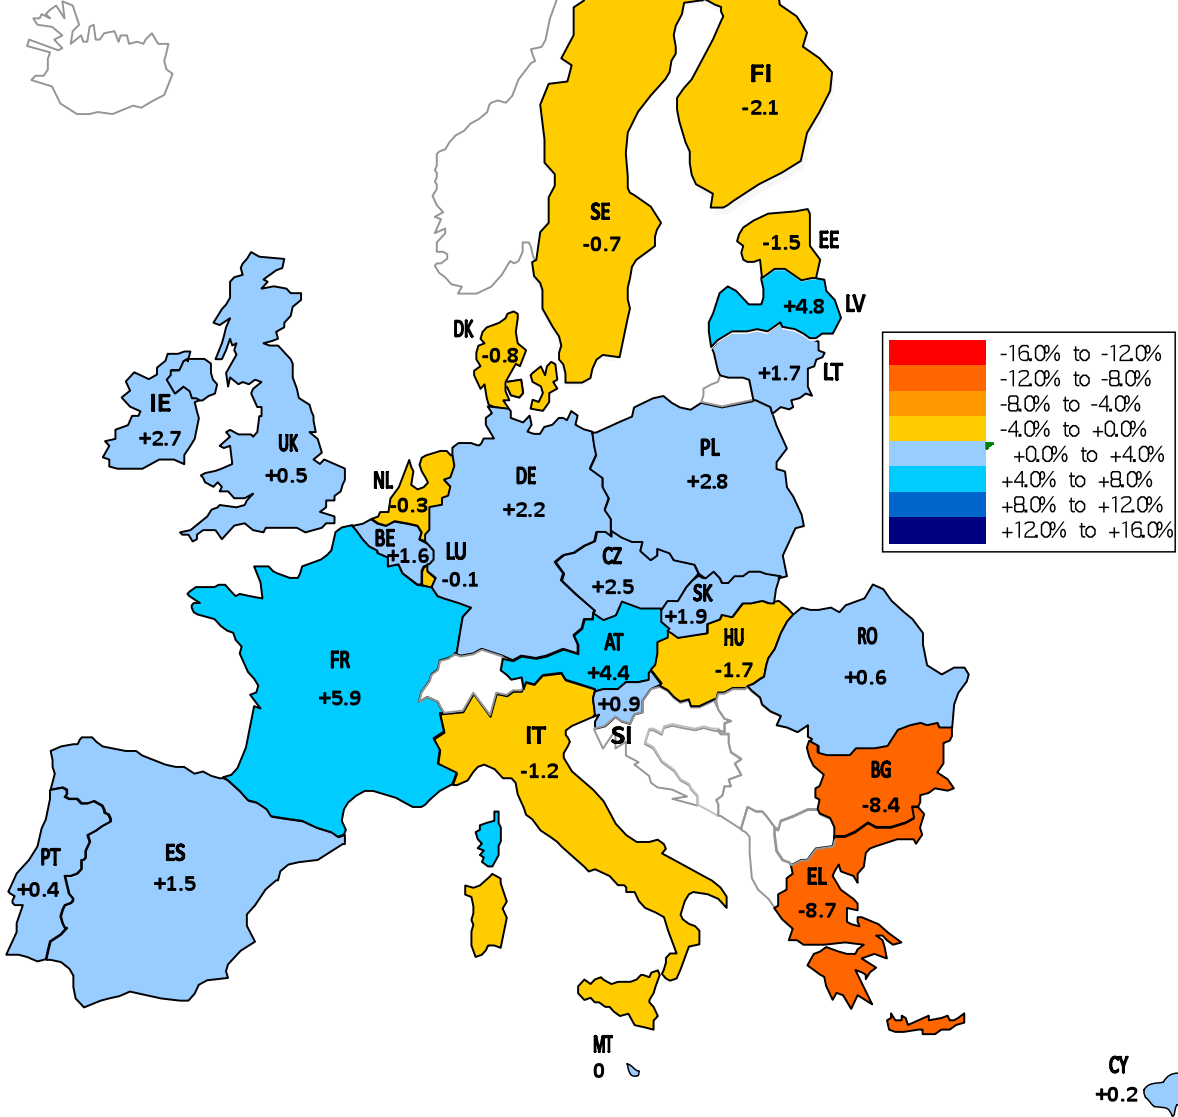 FI
-2.1
SE
-0.7
-1.5 EE
+4.8 LV
DK
-0.8
+1.7 LT
-16.0% to -12.0%
-12.0% to -8.0%
-8.0% to -4.0%
-4.0% to +0.0%
+0.0% to +4.0%
+4.0% to +8.0%
+8.0% to +12.0%
+12.0% to +16.0%
IE
+2.7
UK
+0.5
NL
-0.3
DE
+2.2
PL
+2.8
BE
+1.6
LU
-0.1
CZ
+2.5
SK
+1.9
FR
+5.9
AT
+4.4
HU
-1.7
RO
+0.6
+0.9
SI
IT
-1.2
BG
-8.4
PT
+0.4
ES
+1.5
EL
-8.7
MT
0
CY
+0.2